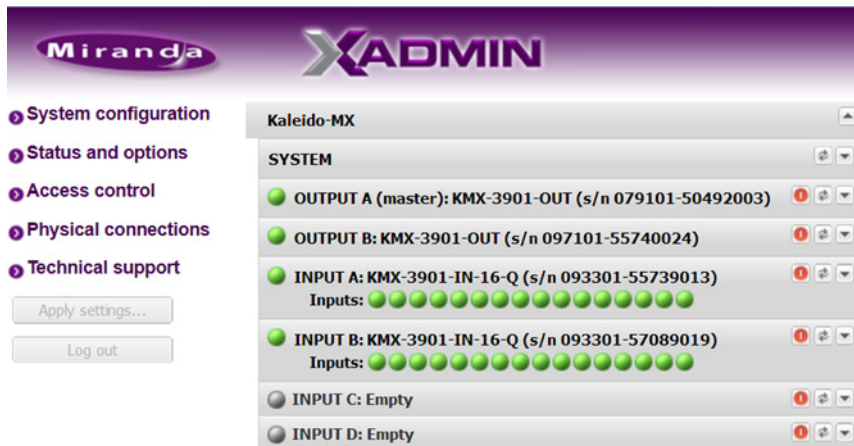 Miranda
XADMIN
System configuration
Status and options
Access control
Physical connections
Technical support
Apply settings...
Log out
Kaleido-MX
SYSTEM
OUTPUT A (master): KMX-3901-OUT (s/n 079101-50492003)
OUTPUT B: KMX-3901-OUT (s/n 097101-55740024)
INPUT A: KMX-3901-IN-16-Q (s/n 093301-55739013)
Inputs:
INPUT B: KMX-3901-IN-16-Q (s/n 093301-57089019)
Inputs:
INPUT C: Empty
INPUT D: Empty